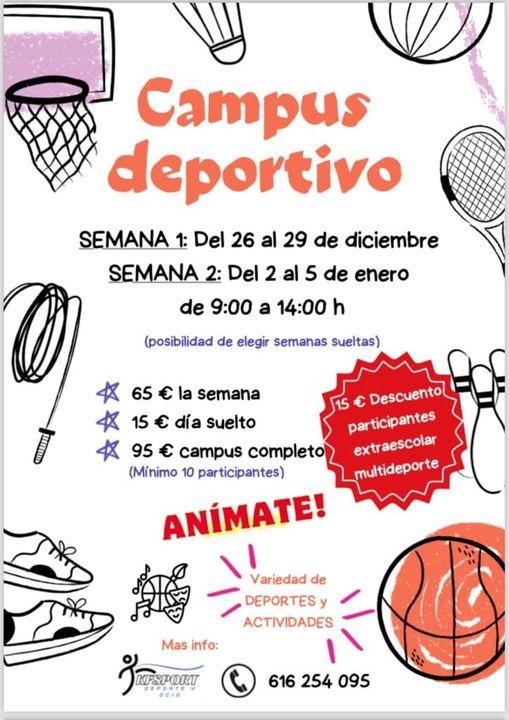 Campus
deportivo
SEMANA 1: Del 26 al 29 de diciembre
SEMANA 2: Del 2 al 5 de enero
de 9:00 a 14:00 h
(posibilidad de elegir semanas sueltas)
65 € la semana
15 € día suelto
95 € campus completo
(Mínimo 10 participantes)
15 € Descuento
participantes
extraescolar
multideporte
ANÍMATE!
Variedad de
DEPORTES y
ACTIVIDADES
Mas info:
KFSPORT
DEPORTE Y
OCIO
616 254 095